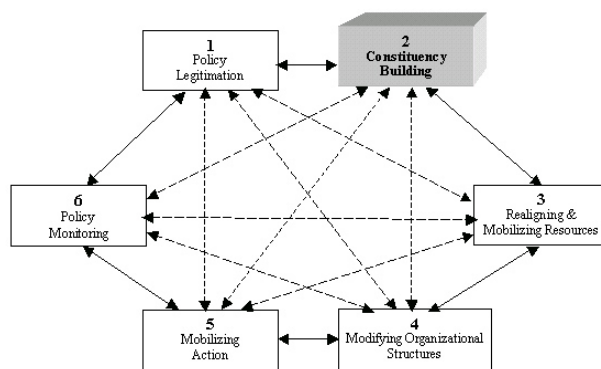 1
Policy
Legitimation
2
Constituency
Building
3
Realigning &
Mobilizing Resources
4
Modifying Organizational
Structures
5
Mobilizing
Action
6
Policy
Monitoring